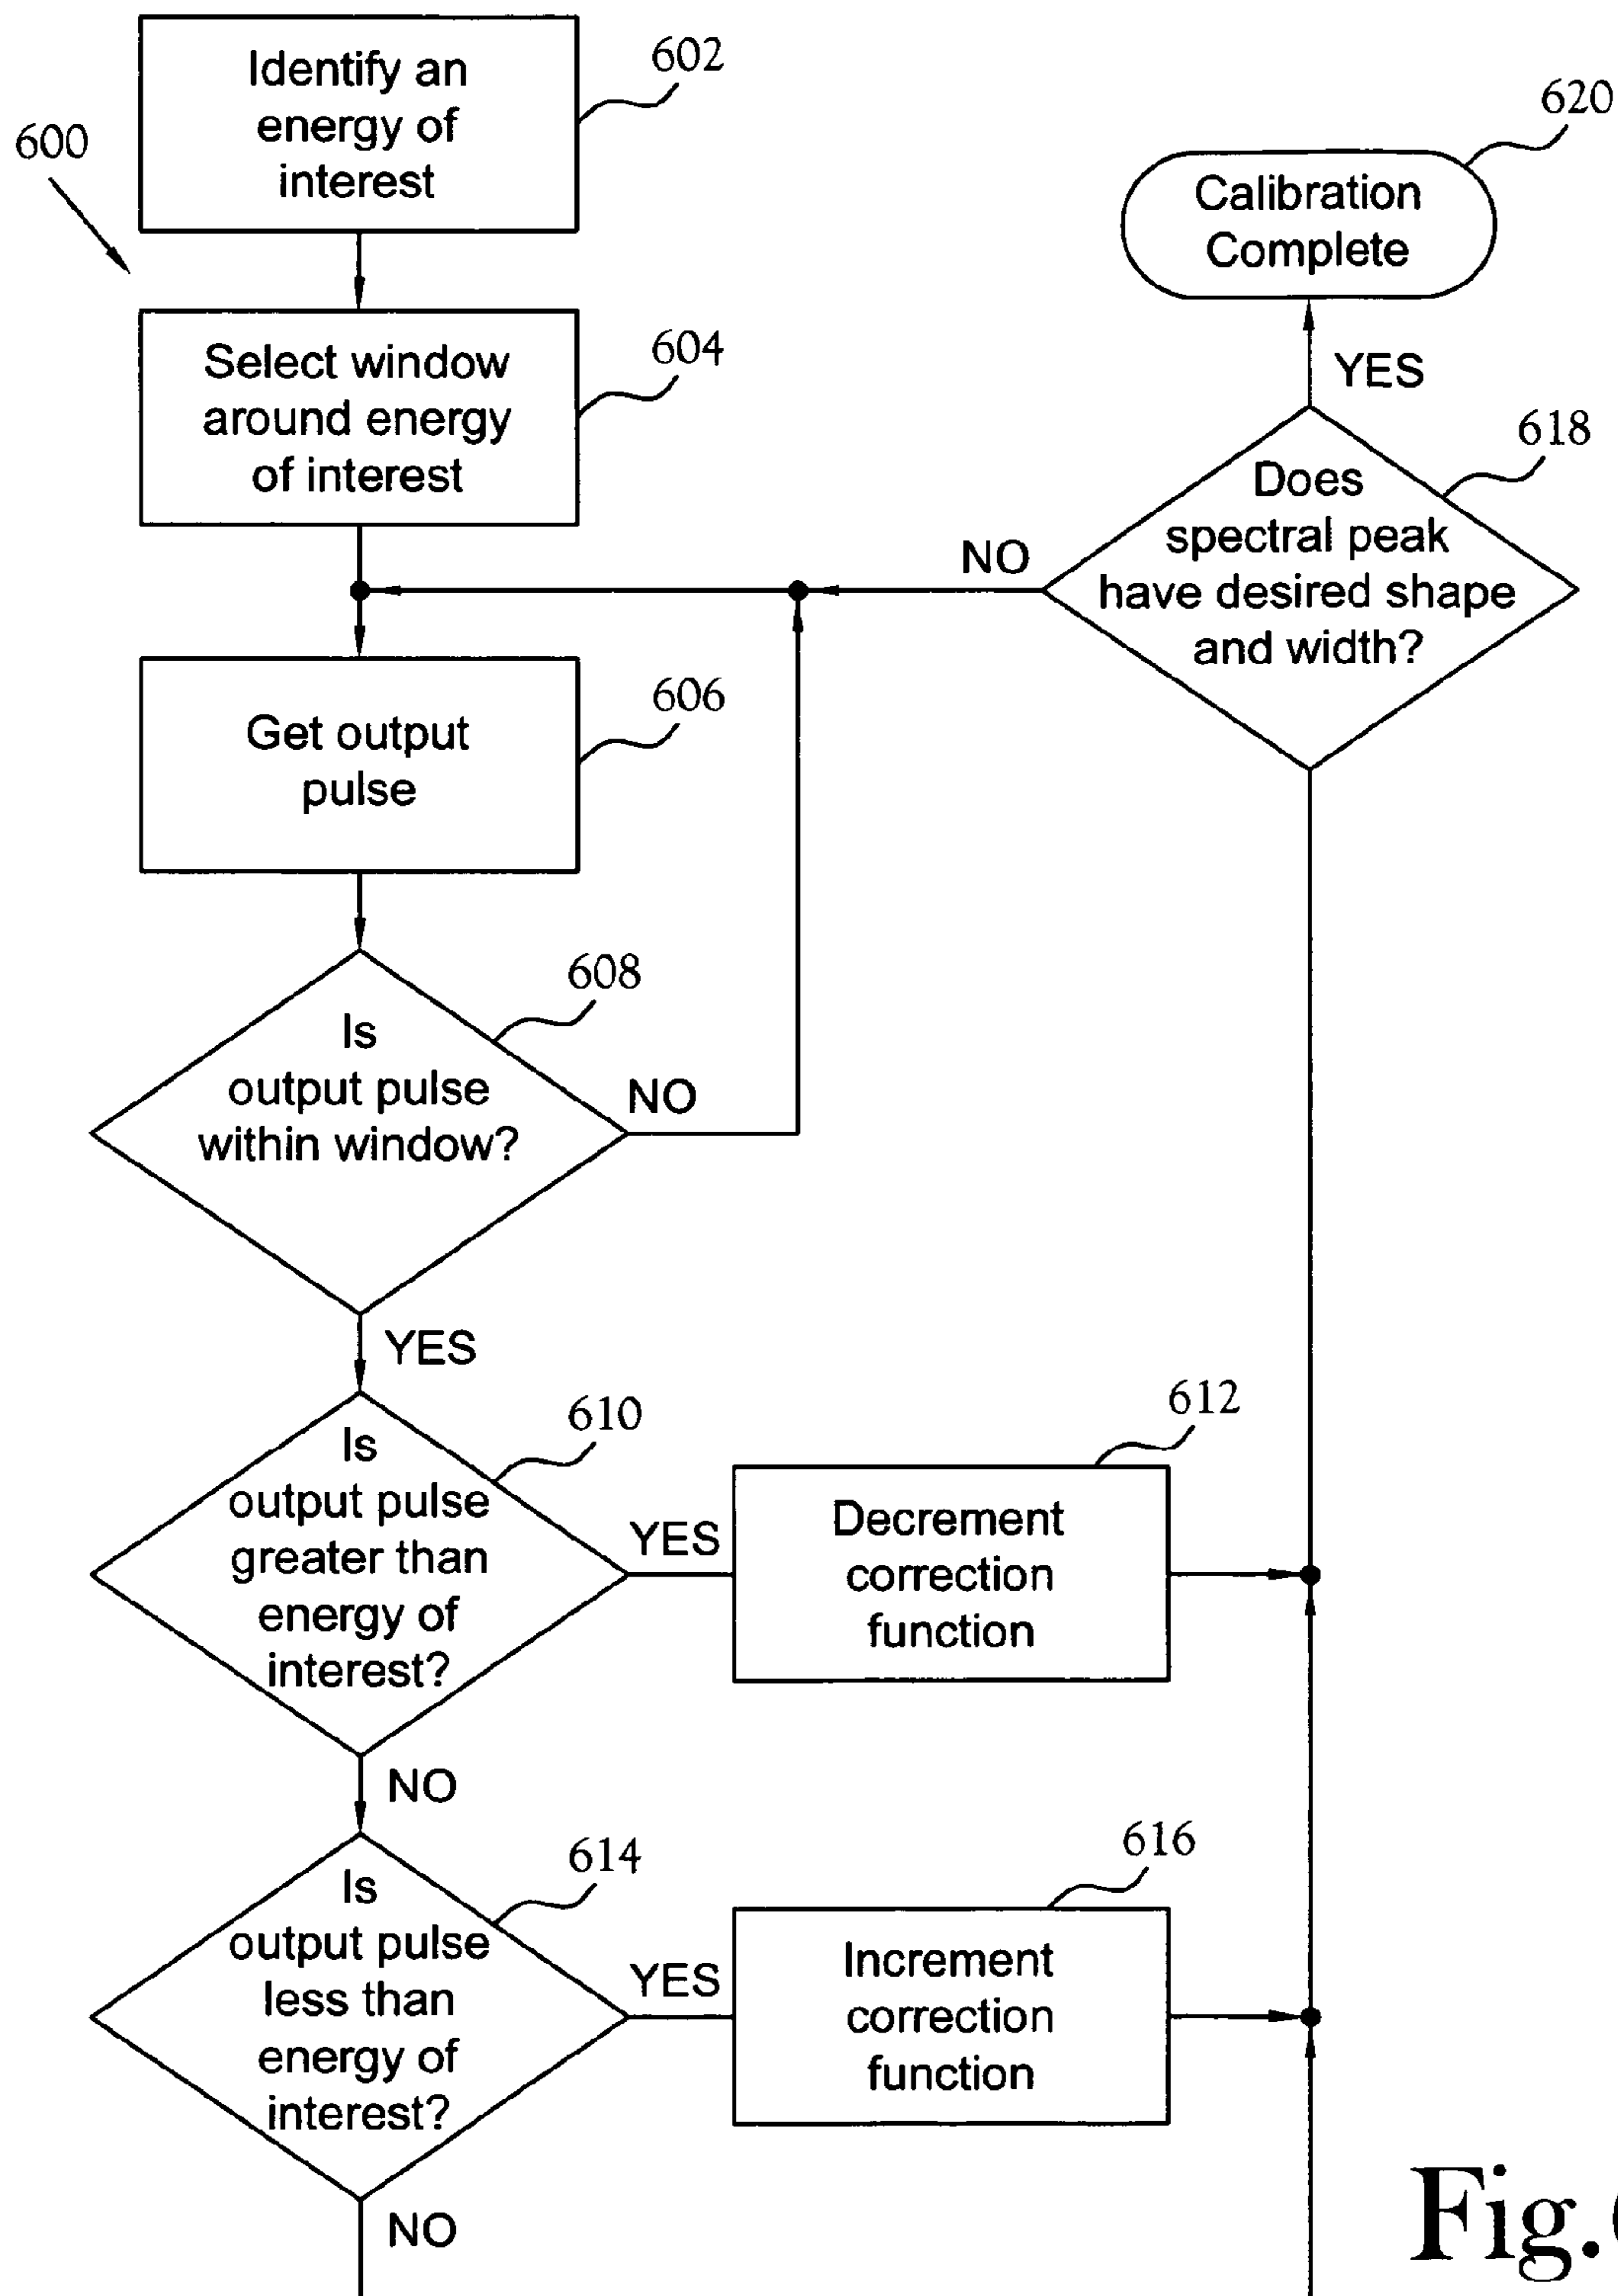 600
Identify an
energy of
interest
602
Select window
around energy
of interest
604
Get output
pulse
606
Is
output pulse
within window?
608
NO
YES
Is
output pulse
greater than
energy of
interest?
610
YES
Decrement
correction
function
612
NO
Is
output pulse
less than
energy of
interest?
614
YES
Increment
correction
function
616
NO
Does
spectral peak
have desired shape
and width?
618
NO
YES
Calibration
Complete
620
Fig.